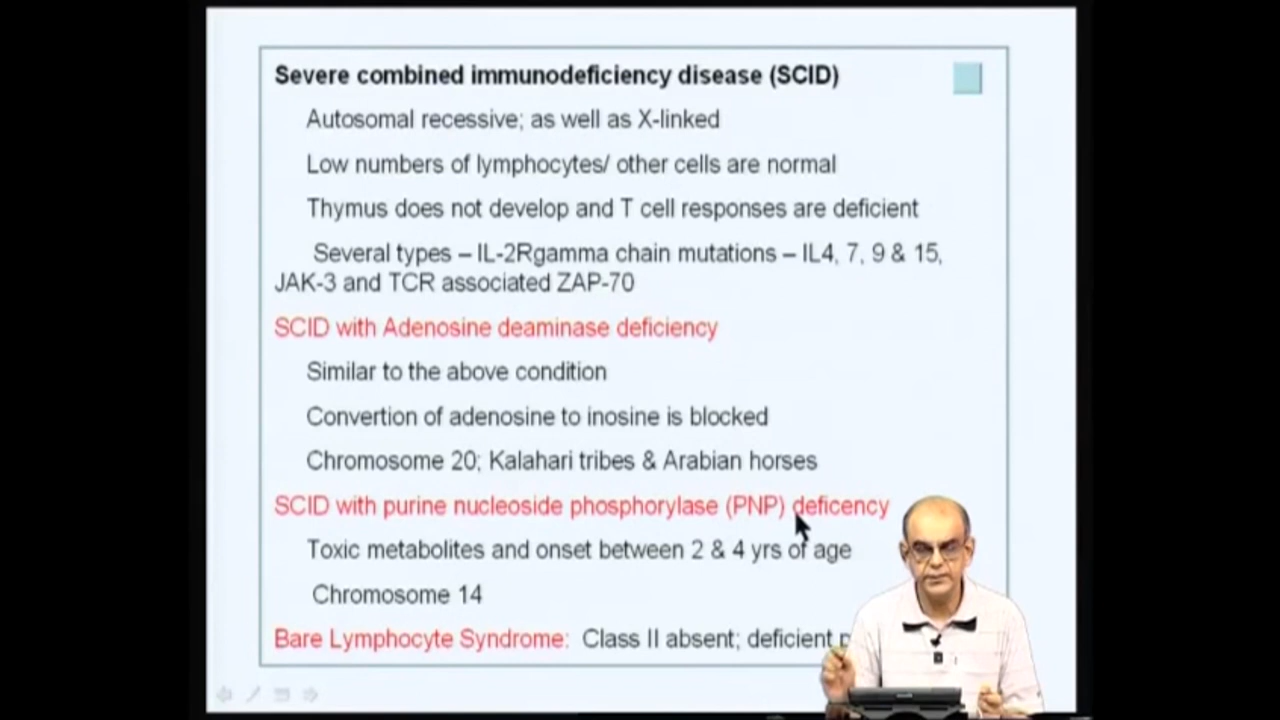 Severe combined immunodeficiency disease (SCID)
Autosomal recessive; as well as X-linked
Low numbers of lymphocytes/ other cells are normal
Thymus does not develop and T cell responses are deficient
Several types – IL-2Rgamma chain mutations – IL4, 7, 9 & 15,
JAK-3 and TCR associated ZAP-70
SCID with Adenosine deaminase deficiency
Similar to the above condition
Convertion of adenosine to inosine is blocked
Chromosome 20; Kalahari tribes & Arabian horses
SCID with purine nucleoside phosphorylase (PNP) deficency
Toxic metabolites and onset between 2 & 4 yrs of age
Chromosome 14
Bare Lymphocyte Syndrome: Class II absent; deficient